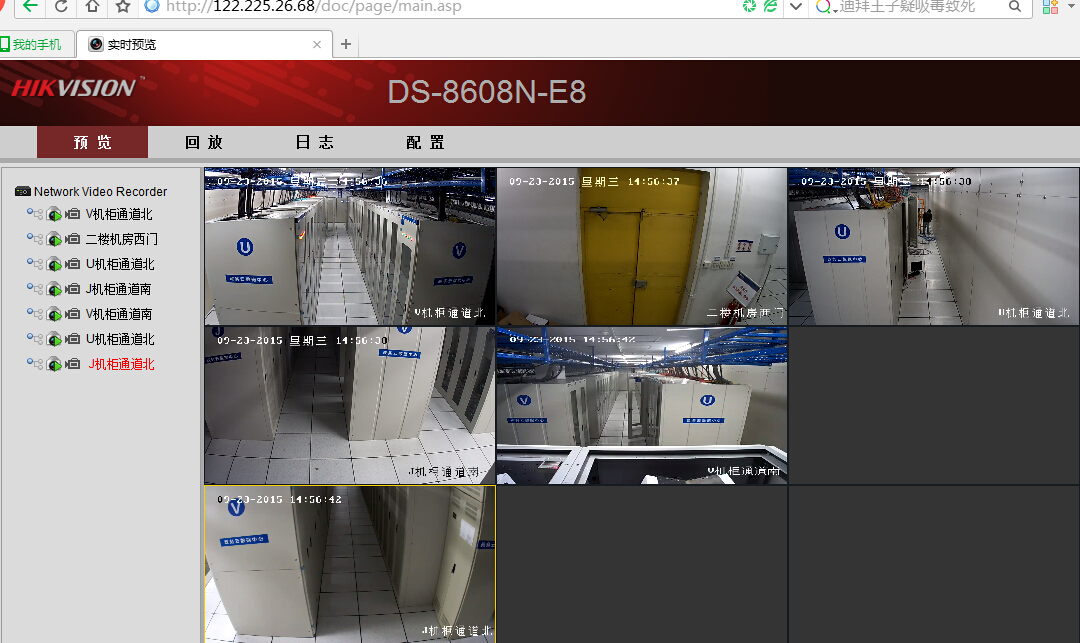 http://122.225.26.68/doc/page/main.asp
迪拜王子疑吸毒致死
我的手机
实时预览
HIKVISION™
DS-8608N-E8
预览
回放
日志
配置
Network Video Recorder
V机柜通道北
二楼机房西门
U机柜通道北
J机柜通道南
V机柜通道南
U机柜通道北
J机柜通道北
09-23-2015 星期三 14:56:36
U
V
V机柜通道北
09-23-2015 星期三 14:56:37
二楼机房西门
09-23-2015 星期三 14:56:38
U
U机柜通道北
J
V
09-23-2015 星期三 14:56:38
J机柜通道南
09-23-2015 14:56:42
V
U
V机柜通道南
09-23-2015 14:56:42
V
J机柜通道北